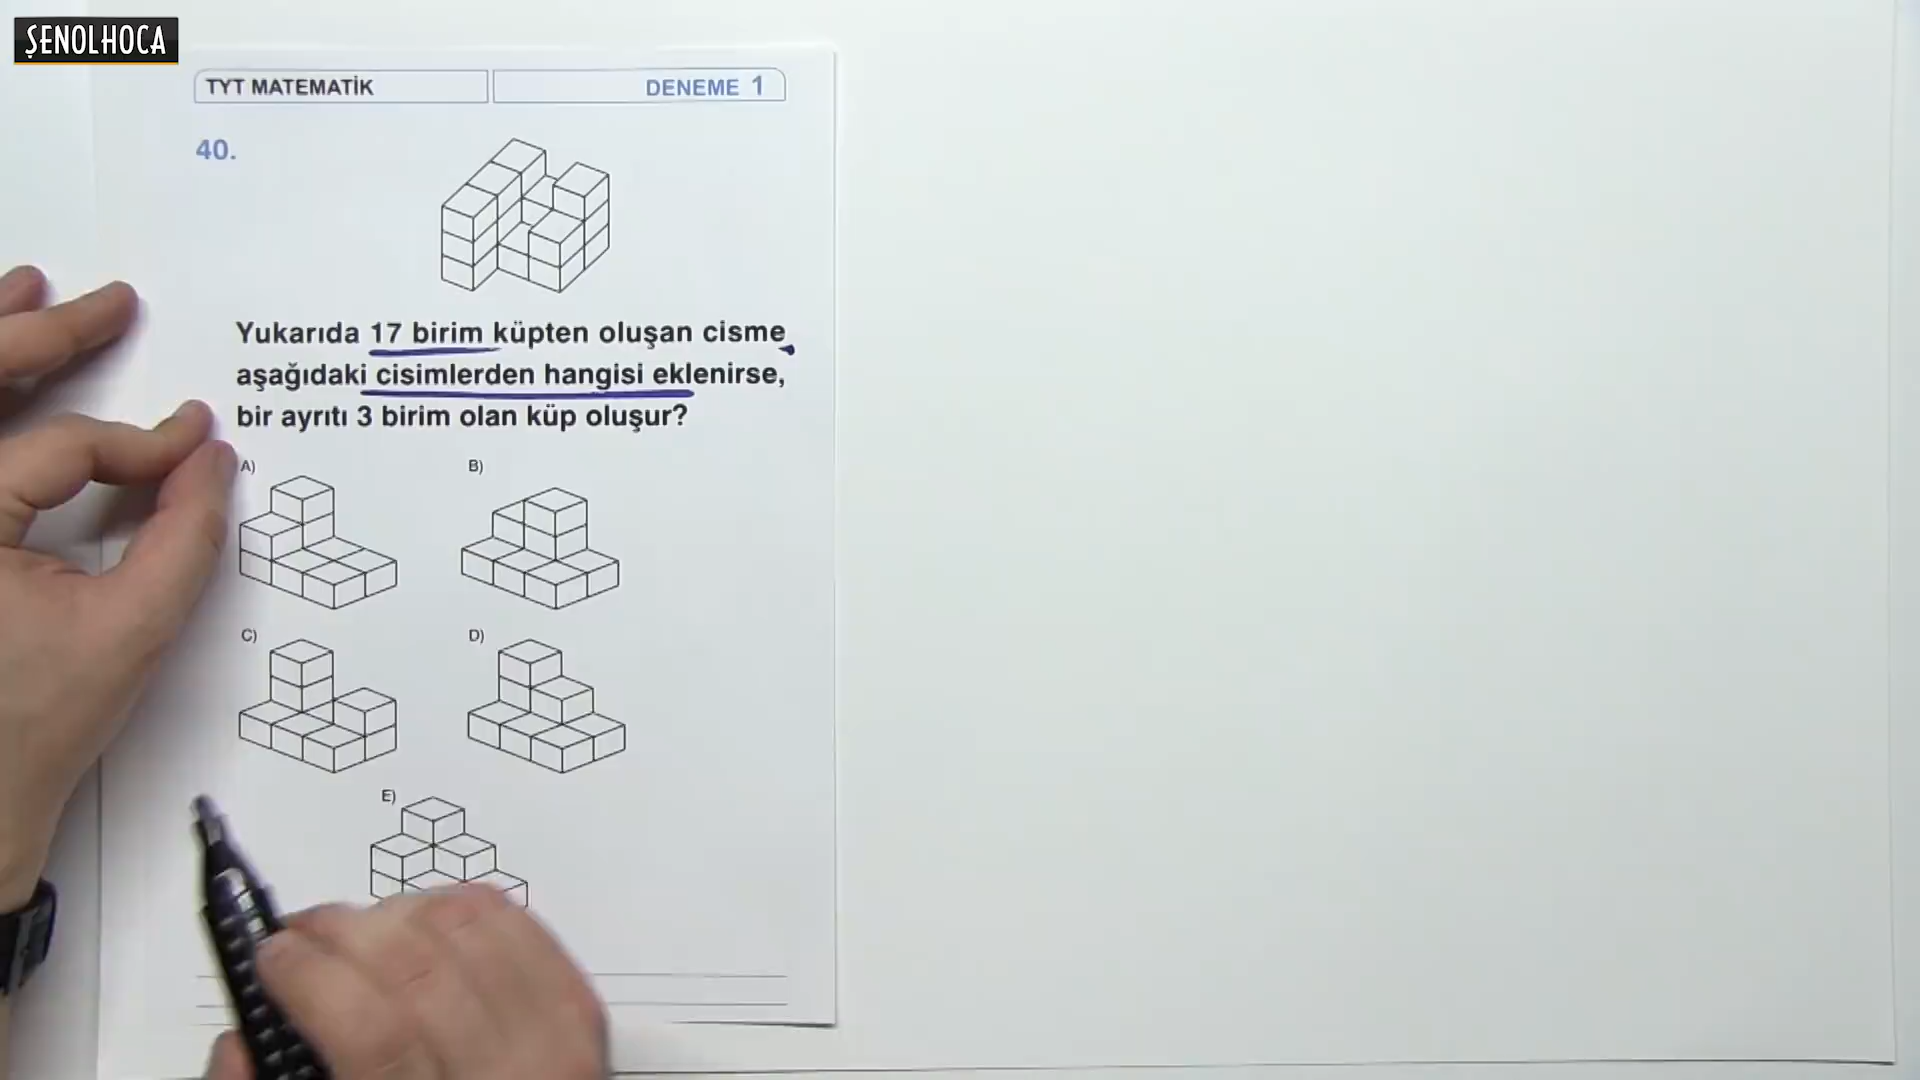 ŞENOLHOCA
TYT MATEMATİK
DENEME 1
40.
Yukarıda 17 birim küpten oluşan cisme
aşağıdaki cisimlerden hangisi eklenirse,
bir ayrıtı 3 birim olan küp oluşur?
A)
B)
C)
D)
E)